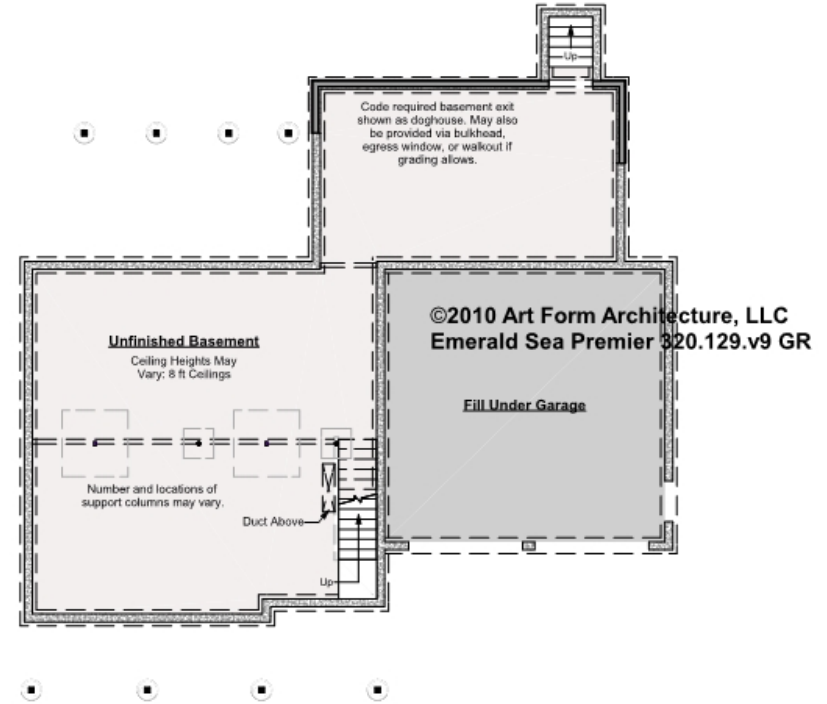 Up
Code required basement exit
shown as doghouse. May also
be provided via bulkhead,
egress window, or walkout if
grading allows.
©2010 Art Form Architecture, LLC
Emerald Sea Premier 320.129.v9 GR
Unfinished Basement
Ceiling Heights May
Vary; 8 ft Ceilings
Fill Under Garage
Number and locations of
support columns may vary.
Duct Above
Up